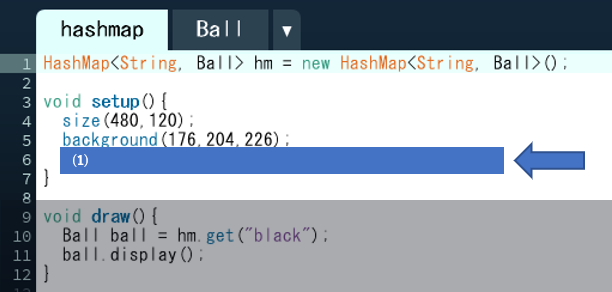 hashmap Ball ▼
1 HashMap<String, Ball> hm = new HashMap<String, Ball>();
2
3 void setup(){
4 size(480,120);
5 background(176,204,226);
6 (1)
7 }
8
9 void draw(){
10 Ball ball = hm.get("black");
11 ball.display();
12 }